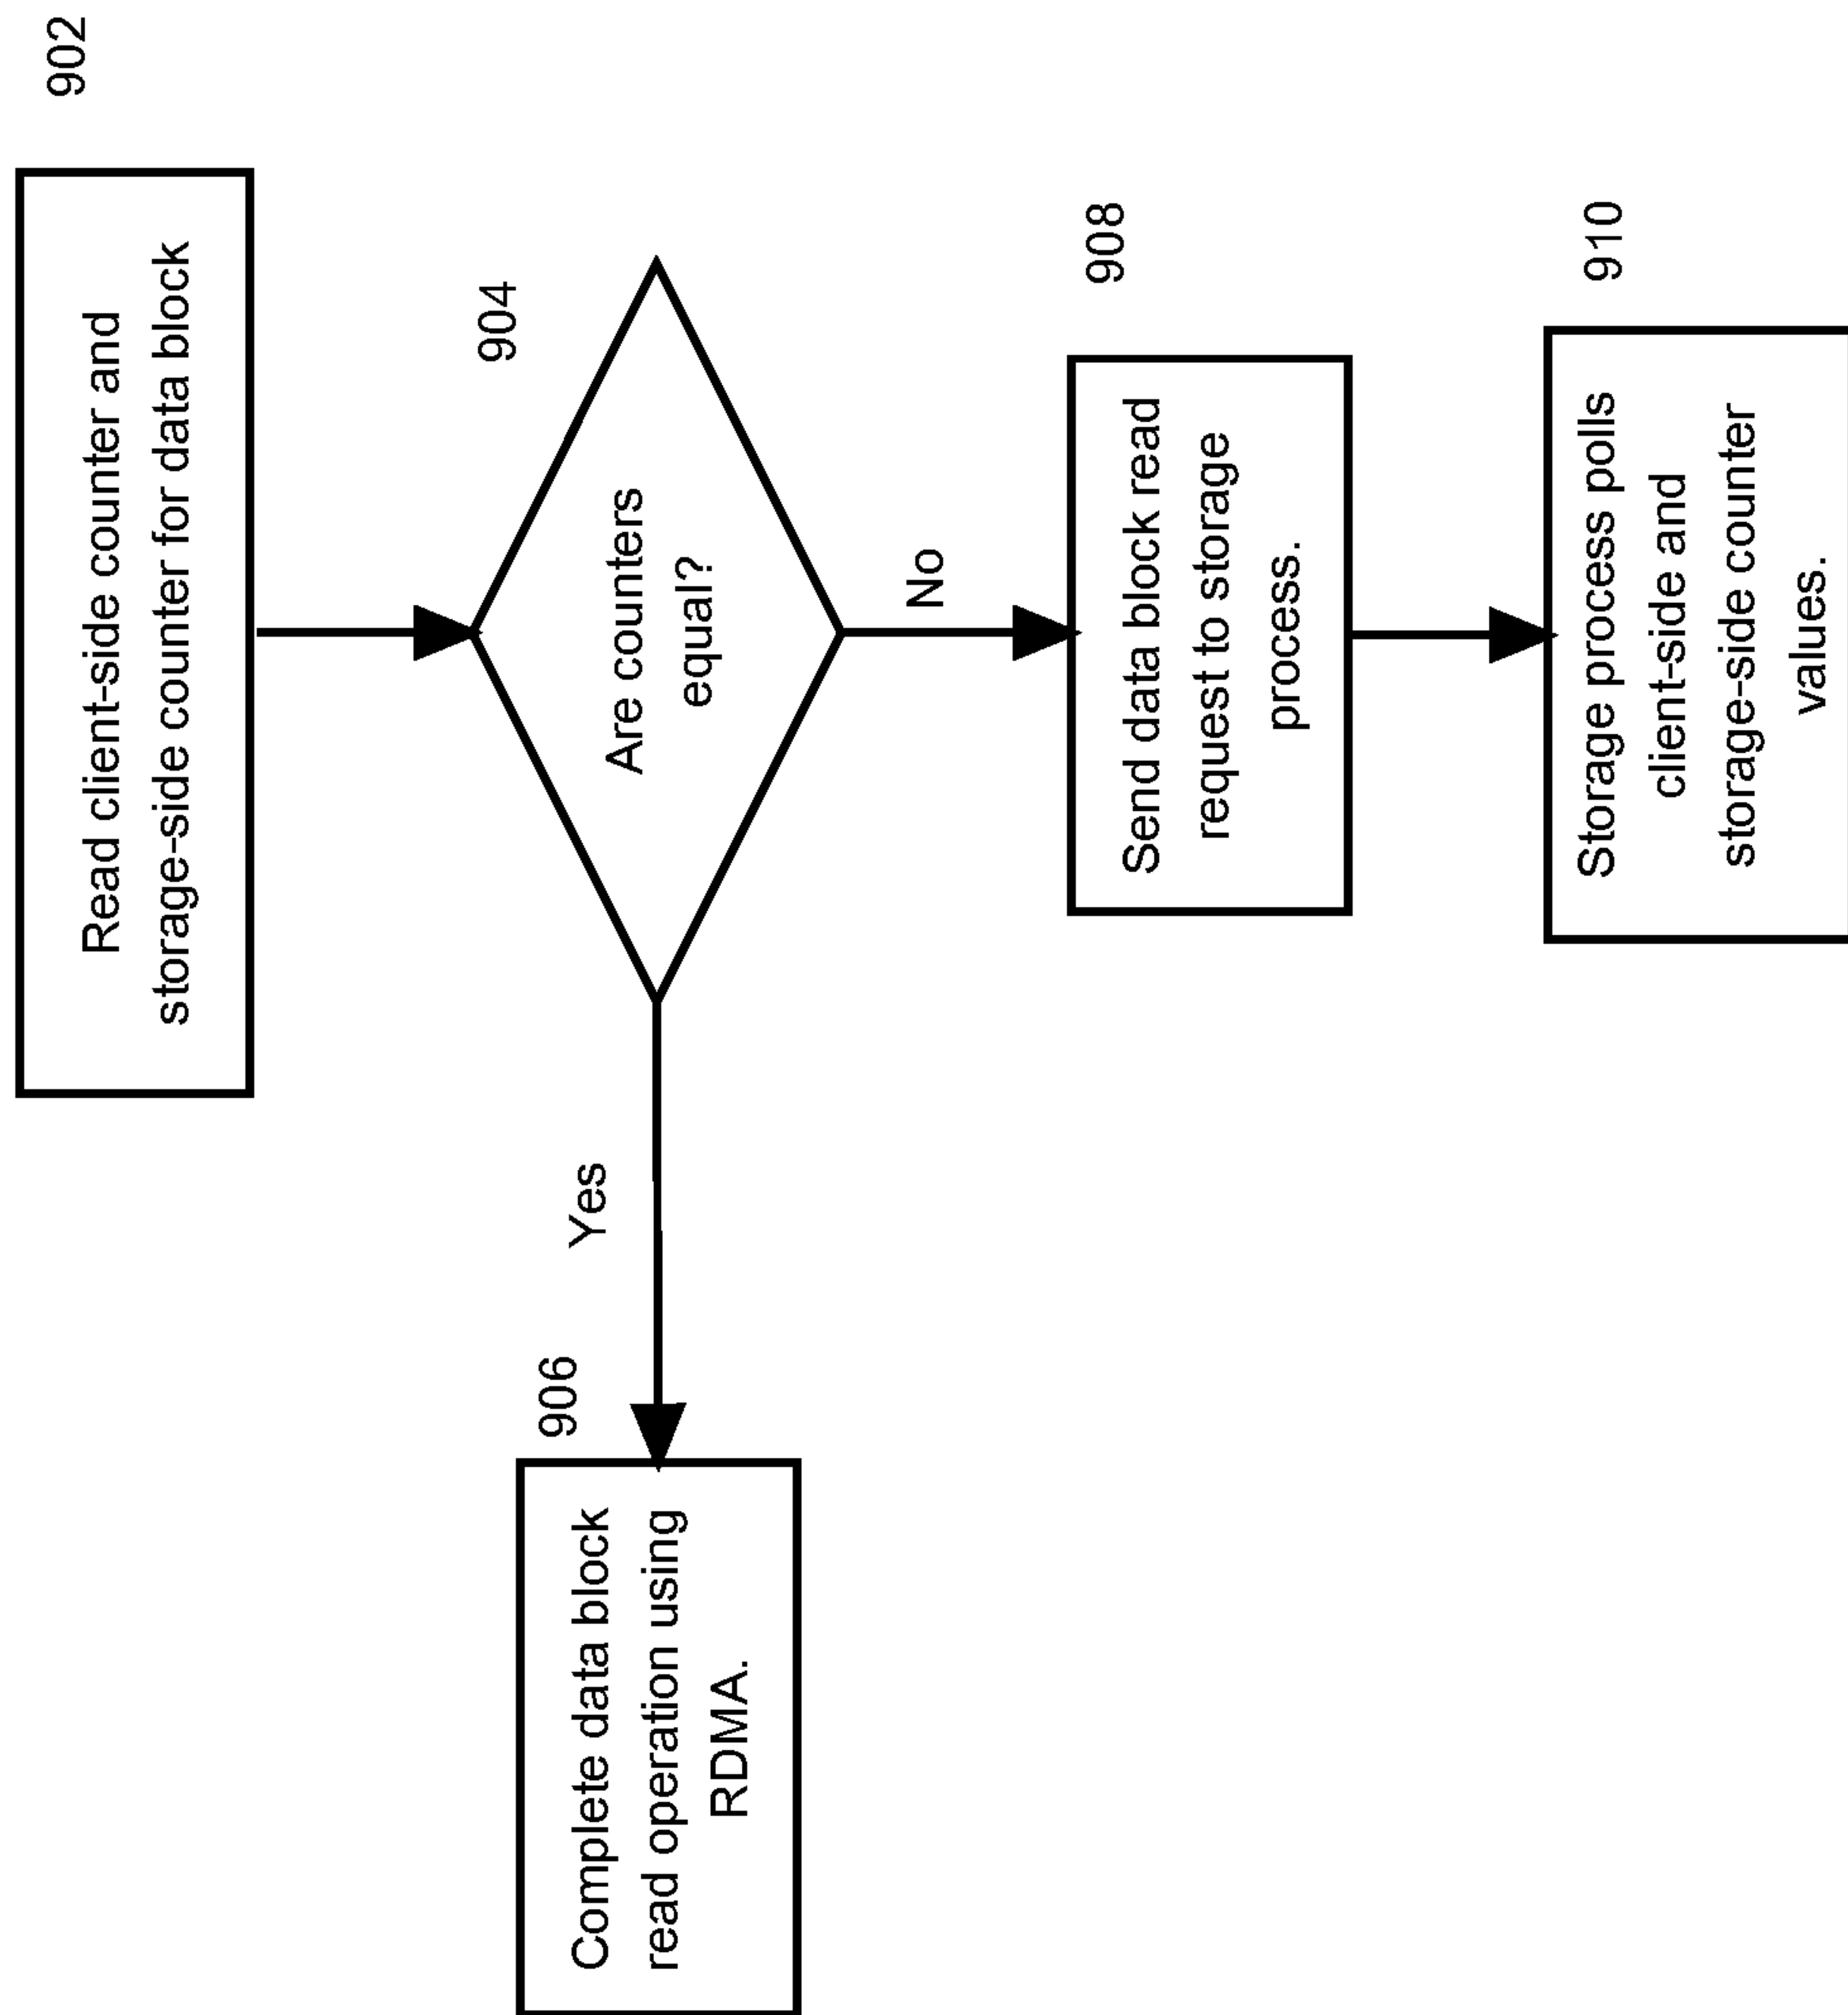 902
Read client-side counter and
storage-side counter for data block
904
Are counters
equal?
Yes
No
906
Complete data block
read operation using
RDMA.
908
Send data block read
request to storage
process.
910
Storage process polls
client-side and
storage-side counter
values.